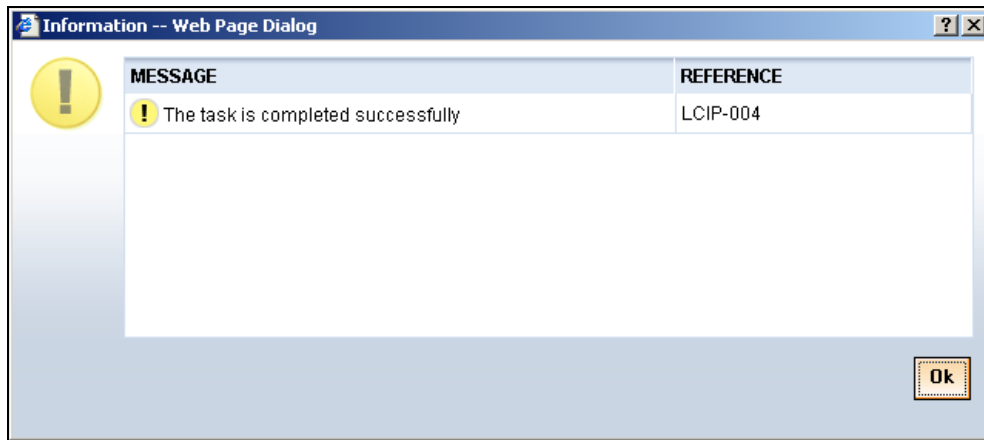 Information -- Web Page Dialog
MESSAGE REFERENCE
The task is completed successfully LCIP-004
Ok